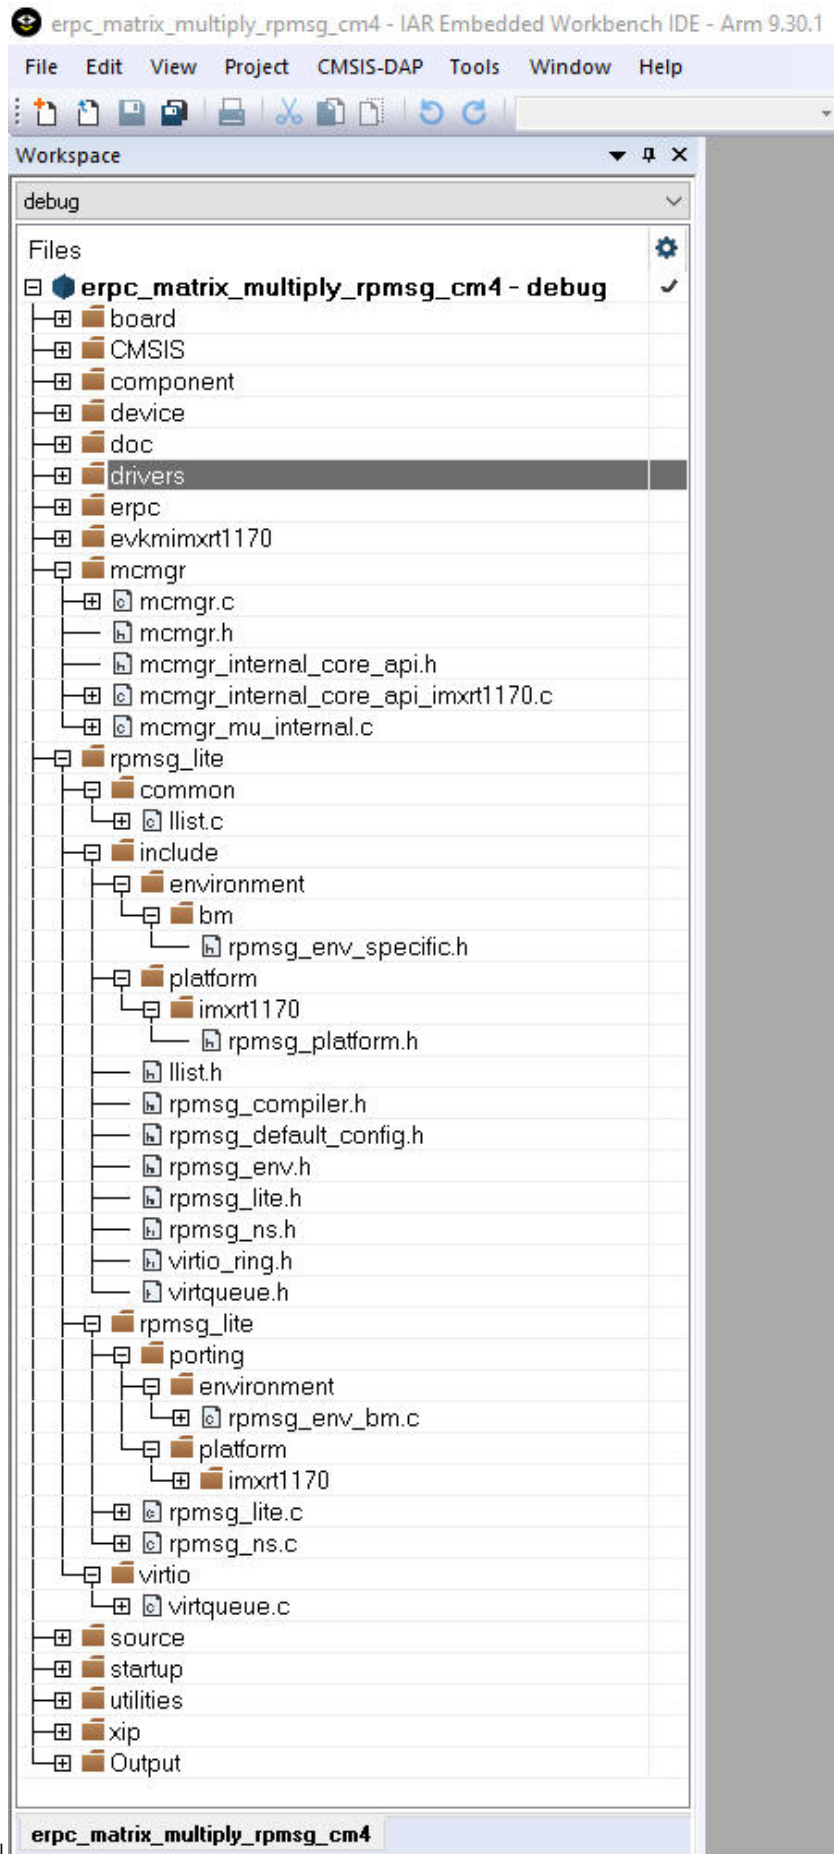 erpc_matrix_multiply_rpmsg_cm4 - IAR Embedded Workbench IDE - Arm 9.30.1
File Edit View Project CMSIS-DAP Tools Window Help
Workspace
debug
Files
erpc_matrix_multiply_rpmsg_cm4 - debug
board
CMSIS
component
device
doc
drivers
erpc
evkmimxrt1170
mcmgr
mcmgr.c
mcmgr.h
mcmgr_internal_core_api.h
mcmgr_internal_core_api_imxrt1170.c
mcmgr_mu_internal.c
rpmsg_lite
common
llist.c
include
environment
bm
rpmsg_env_specific.h
platform
imxrt1170
rpmsg_platform.h
llist.h
rpmsg_compiler.h
rpmsg_default_config.h
rpmsg_env.h
rpmsg_lite.h
rpmsg_ns.h
virtio_ring.h
virtqueue.h
rpmsg_lite
porting
environment
rpmsg_env_bm.c
platform
imxrt1170
rpmsg_lite.c
rpmsg_ns.c
virtio
virtqueue.c
source
startup
utilities
xip
Output
erpc_matrix_multiply_rpmsg_cm4